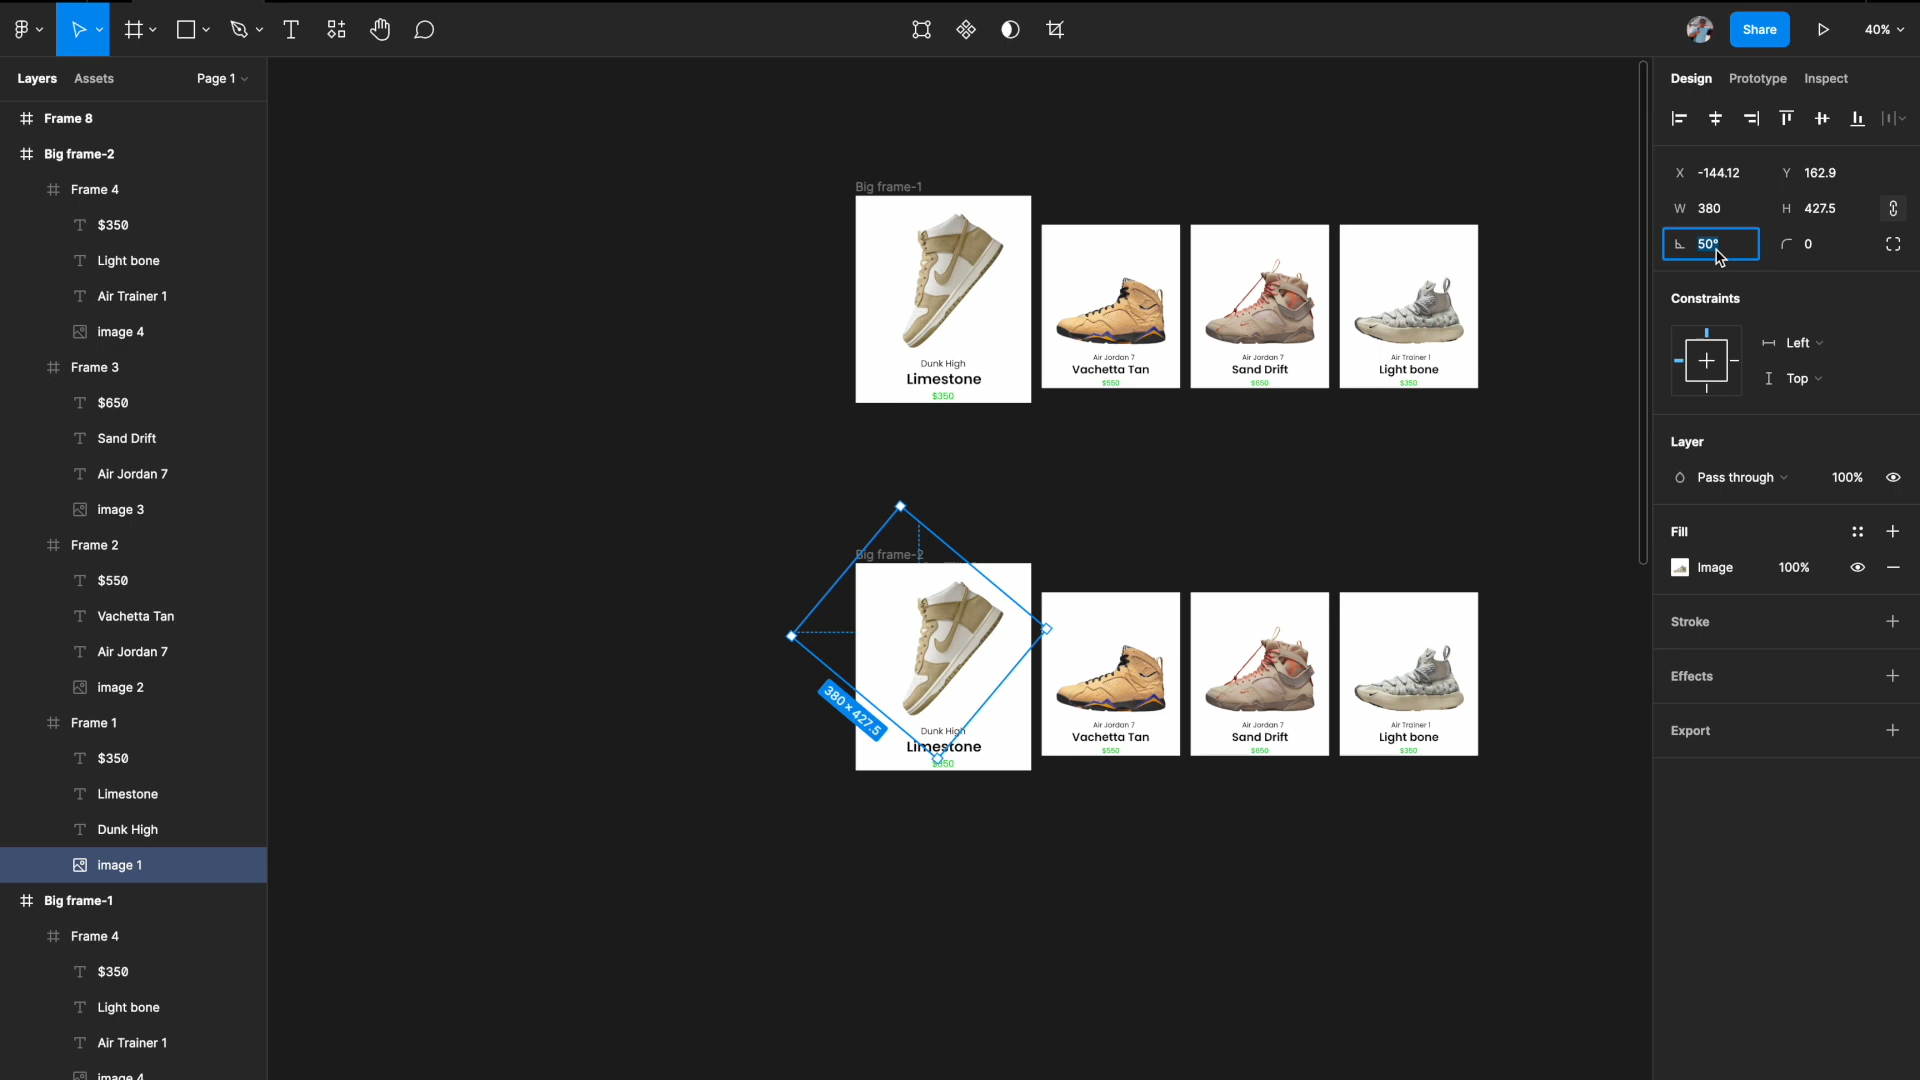 Share
40%
Layers
Assets
Page 1
Design
Prototype
Inspect
Frame 8
Big frame-2
Frame 4
$350
Light bone
Air Trainer 1
image 4
Frame 3
$650
Sand Drift
Air Jordan 7
image 3
Frame 2
$550
Vachetta Tan
Air Jordan 7
image 2
Frame 1
$350
Limestone
Dunk High
image 1
Big frame-1
Frame 4
$350
Light bone
Air Trainer 1
image 4
Big frame-1
Dunk High
Limestone
$350
Air Jordan 7
Vachetta Tan
$550
Air Jordan 7
Sand Drift
$650
Air Trainer 1
Light bone
$350
Big frame-2
380 × 427.5
Dunk High
Limestone
$350
Air Jordan 7
Vachetta Tan
$550
Air Jordan 7
Sand Drift
$650
Air Trainer 1
Light bone
$350
X -144.12 Y 162.9
W 380 H 427.5
50° 0
Constraints
Left
Top
Layer
Pass through 100%
Fill
Image 100%
Stroke
Effects
Export